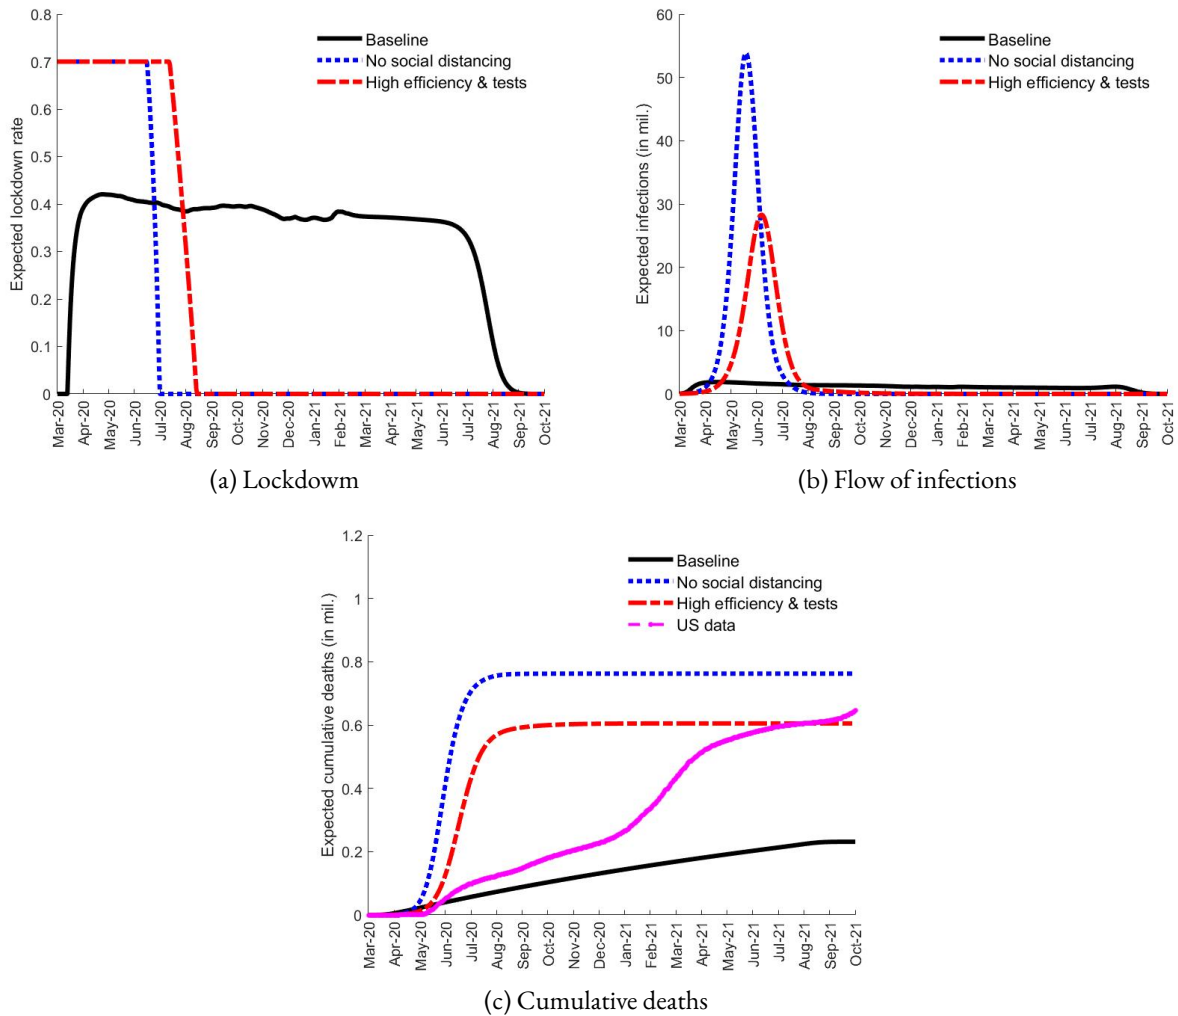 0.8
0.7
0.6
0.5
0.4
0.3
0.2
0.1
0
Expected lockdown rate
Baseline
No social distancing
High efficiency & tests
Mar-20
Apr-20
May-20
Jun-20
Jul-20
Aug-20
Sep-20
Oct-20
Nov-20
Dec-20
Jan-21
Feb-21
Mar-21
Apr-21
May-21
Jun-21
Jul-21
Aug-21
Sep-21
Oct-21
(a) Lockdowm
60
50
40
30
20
10
0
Expected infections (in mil.)
Baseline
No social distancing
High efficiency & tests
Mar-20
Apr-20
May-20
Jun-20
Jul-20
Aug-20
Sep-20
Oct-20
Nov-20
Dec-20
Jan-21
Feb-21
Mar-21
Apr-21
May-21
Jun-21
Jul-21
Aug-21
Sep-21
Oct-21
(b) Flow of infections
1.2
1
0.8
0.6
0.4
0.2
0
Expected cumulative deaths (in mil.)
Baseline
No social distancing
High efficiency & tests
US data
Mar-20
Apr-20
May-20
Jun-20
Jul-20
Aug-20
Sep-20
Oct-20
Nov-20
Dec-20
Jan-21
Feb-21
Mar-21
Apr-21
May-21
Jun-21
Jul-21
Aug-21
Sep-21
Oct-21
(c) Cumulative deaths